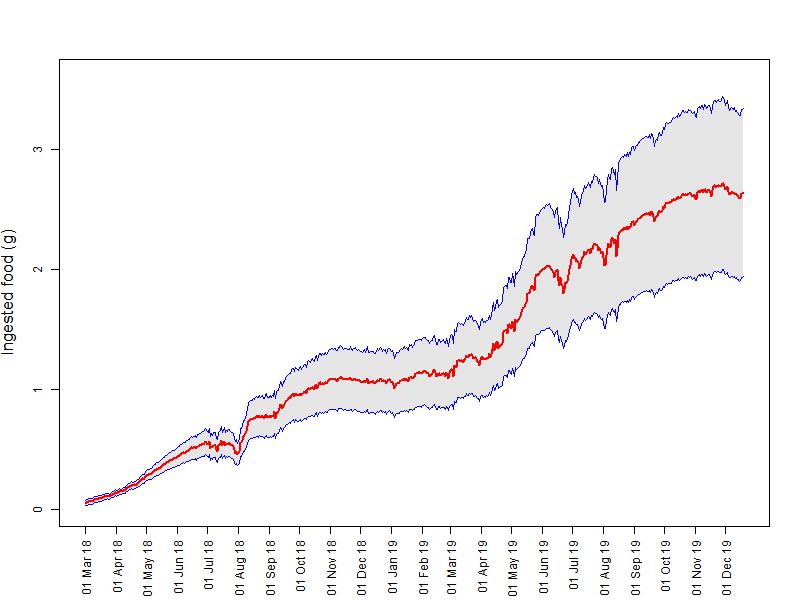 Ingested food (g)
3
2
1
0
01 Mar 18
01 Apr 18
01 May 18
01 Jun 18
01 Jul 18
01 Aug 18
01 Sep 18
01 Oct 18
01 Nov 18
01 Dec 18
01 Jan 19
01 Feb 19
01 Mar 19
01 Apr 19
01 May 19
01 Jun 19
01 Jul 19
01 Aug 19
01 Sep 19
01 Oct 19
01 Nov 19
01 Dec 19